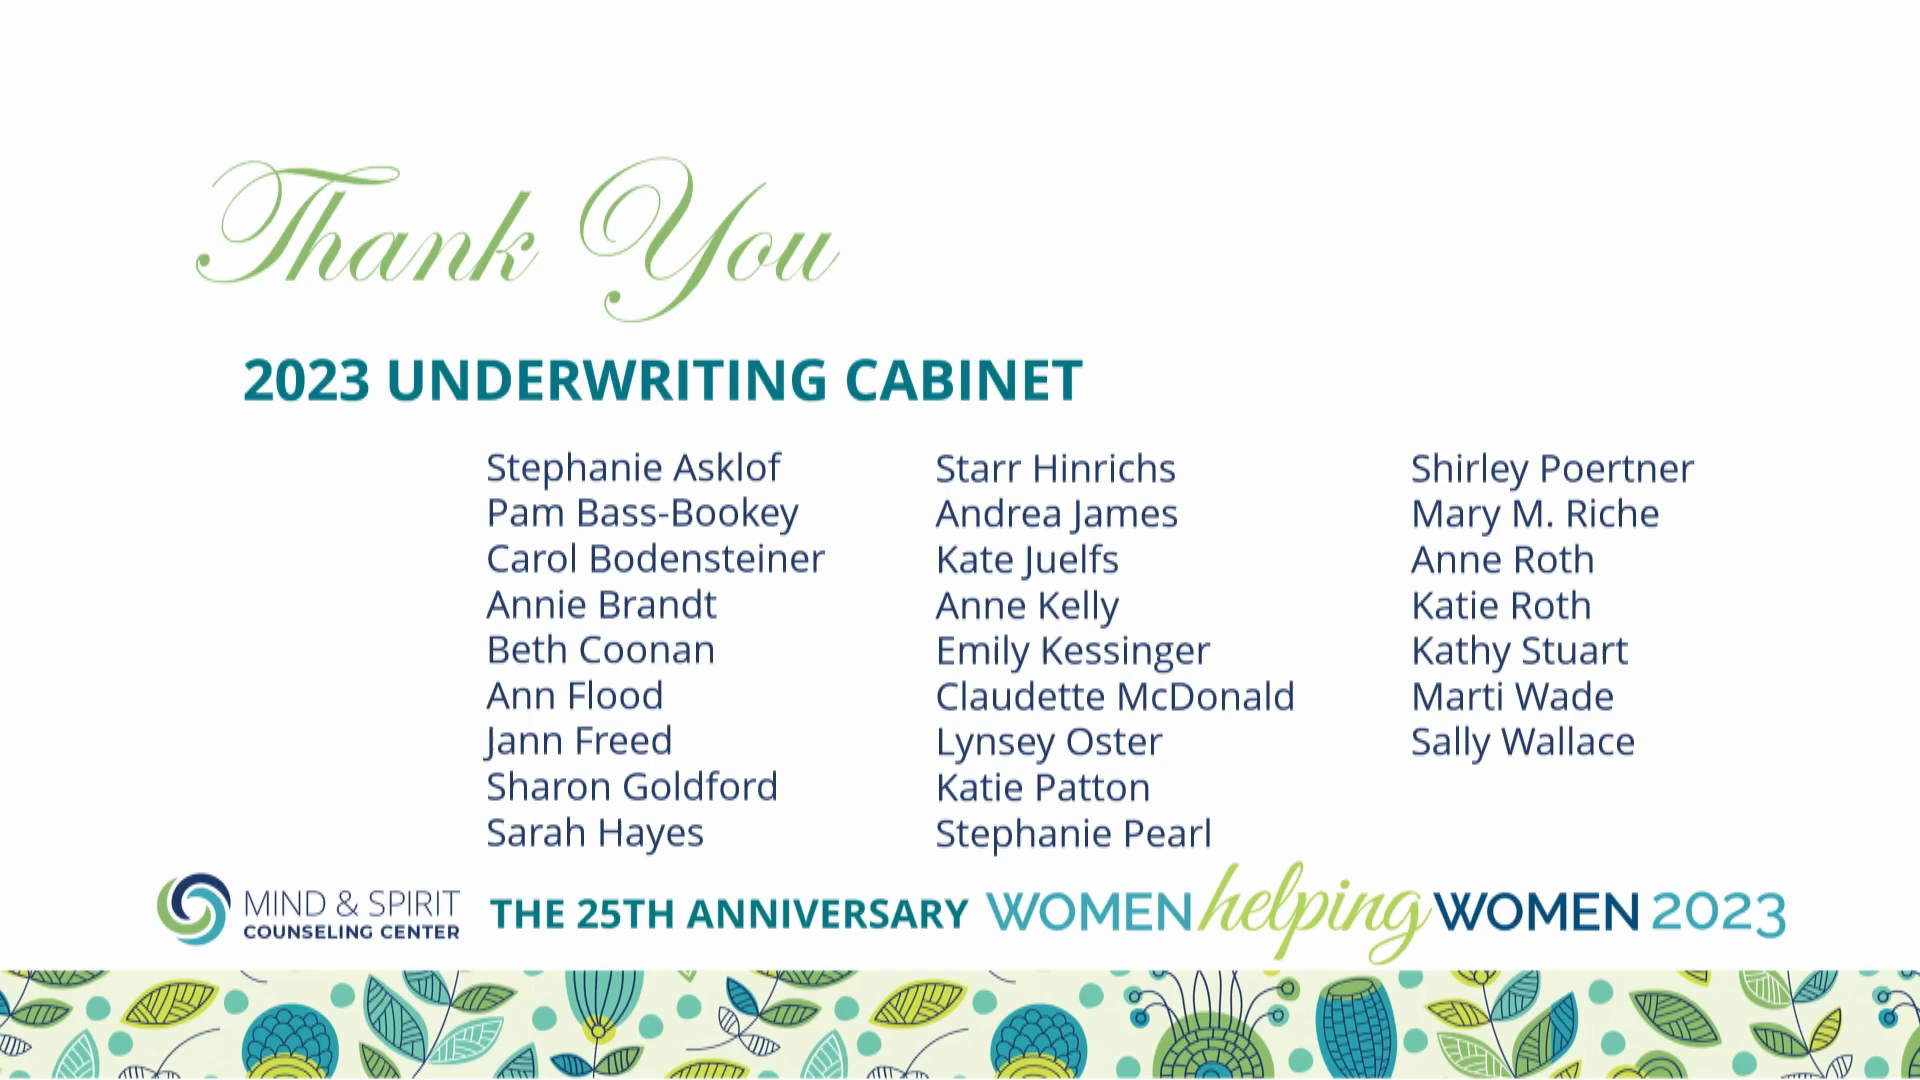 Thank You
2023 UNDERWRITING CABINET
Stephanie Asklof
Pam Bass-Bookey
Carol Bodensteiner
Annie Brandt
Beth Coonan
Ann Flood
Jann Freed
Sharon Goldford
Sarah Hayes
Starr Hinrichs
Andrea James
Kate Juelfs
Anne Kelly
Emily Kessinger
Claudette McDonald
Lynsey Oster
Katie Patton
Stephanie Pearl
Shirley Poertner
Mary M. Riche
Anne Roth
Katie Roth
Kathy Stuart
Marti Wade
Sally Wallace
MIND & SPIRIT
COUNSELING CENTER
THE 25TH ANNIVERSARY WOMEN helping WOMEN 2023